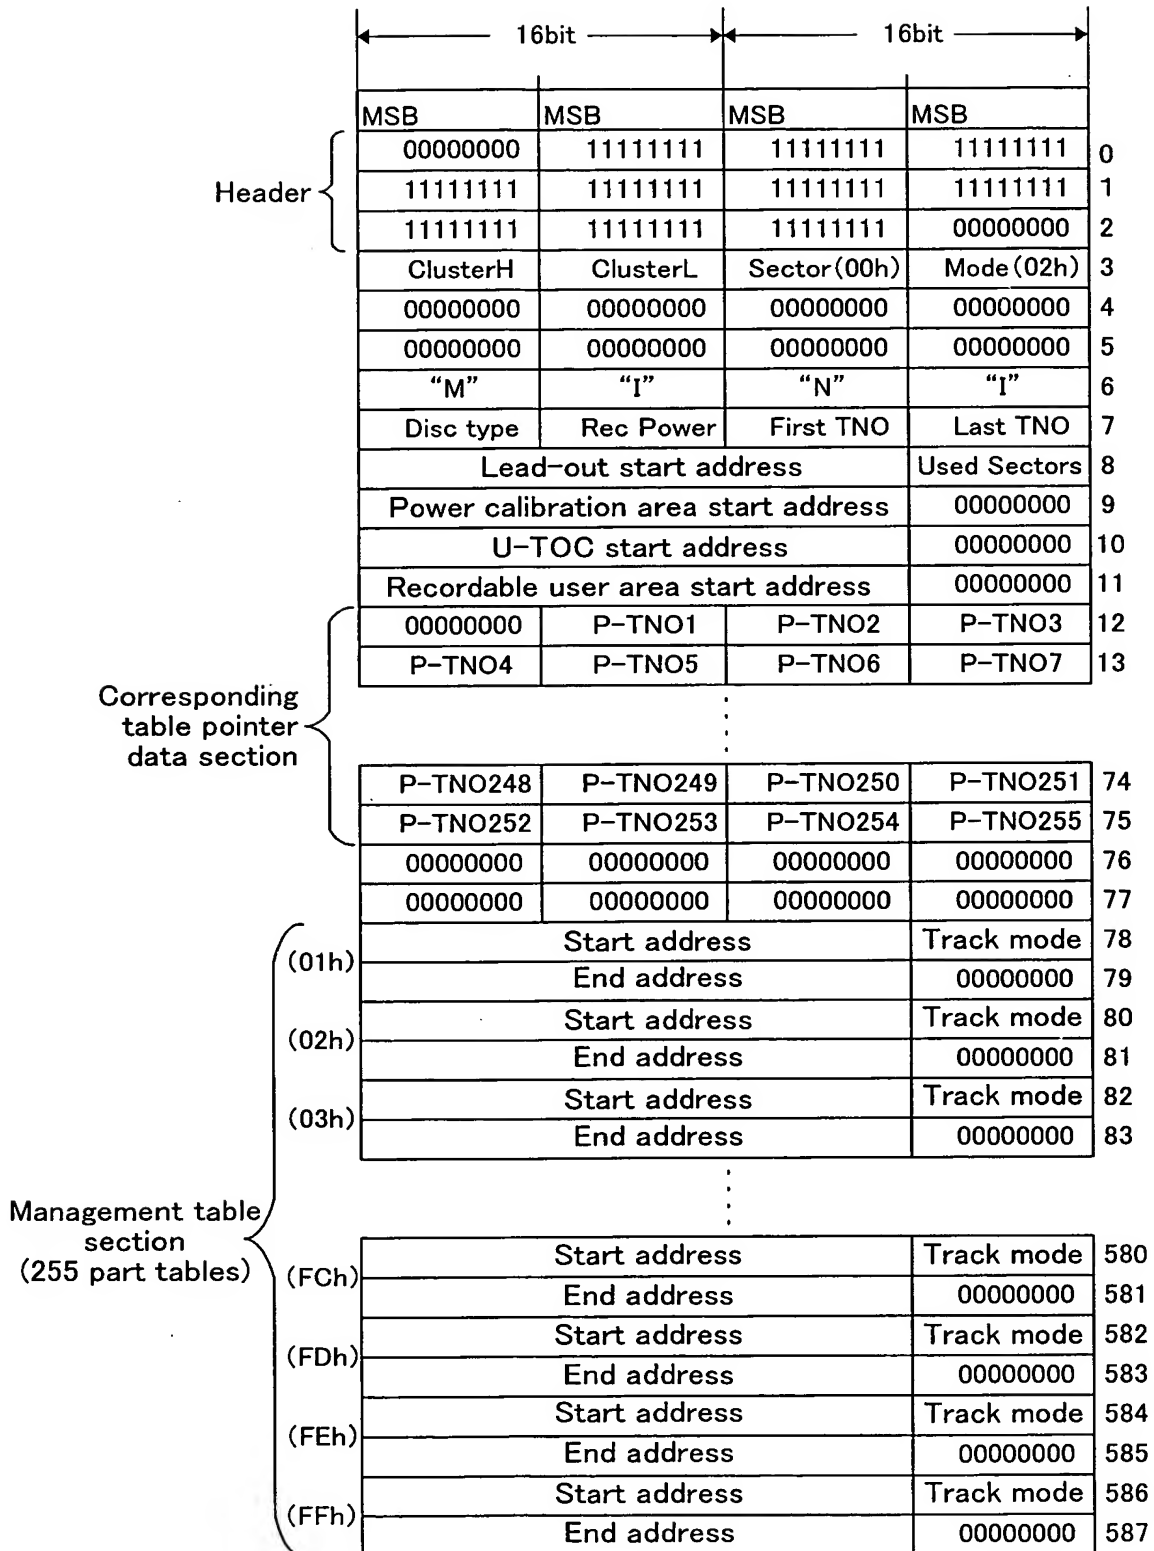 16bit 16bit
MSB MSB MSB MSB
00000000 11111111 11111111 11111111 0
Header 11111111 11111111 11111111 11111111 1
11111111 11111111 11111111 00000000 2
ClusterH ClusterL Sector(00h) Mode(02h) 3
00000000 00000000 00000000 00000000 4
00000000 00000000 00000000 00000000 5
“M” “I” “N” “I” 6
Disc type Rec Power First TNO Last TNO 7
Lead-out start address Used Sectors 8
Power calibration area start address 00000000 9
U-TOC start address 00000000 10
Recordable user area start address 00000000 11
00000000 P-TNO1 P-TNO2 P-TNO3 12
P-TNO4 P-TNO5 P-TNO6 P-TNO7 13
Corresponding
table pointer
data section
P-TNO248 P-TNO249 P-TNO250 P-TNO251 74
P-TNO252 P-TNO253 P-TNO254 P-TNO255 75
00000000 00000000 00000000 00000000 76
00000000 00000000 00000000 00000000 77
(01h) Start address Track mode 78
End address 00000000 79
(02h) Start address Track mode 80
End address 00000000 81
(03h) Start address Track mode 82
End address 00000000 83
Management table
section
(255 part tables)
(FCh) Start address Track mode 580
End address 00000000 581
(FDh) Start address Track mode 582
End address 00000000 583
(FEh) Start address Track mode 584
End address 00000000 585
(FFh) Start address Track mode 586
End address 00000000 587